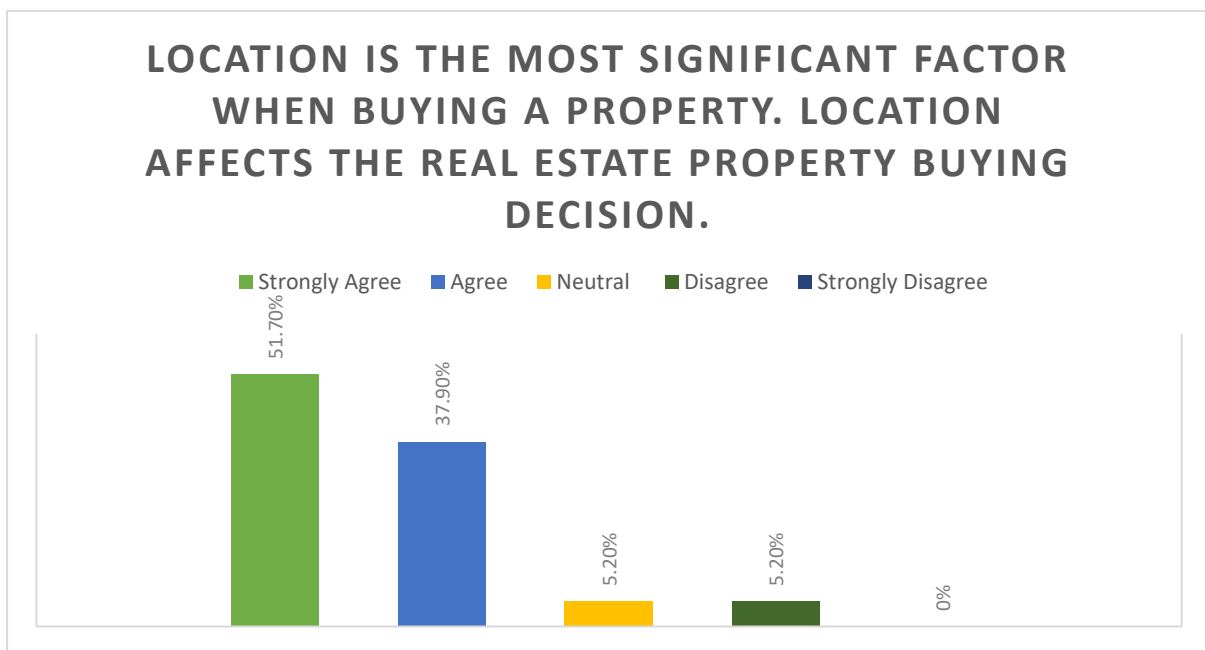 LOCATION IS THE MOST SIGNIFICANT FACTOR
WHEN BUYING A PROPERTY. LOCATION
AFFECTS THE REAL ESTATE PROPERTY BUYING
DECISION.
Strongly Agree Agree Neutral Disagree Strongly Disagree
51.70%
37.90%
5.20%
5.20%
0%